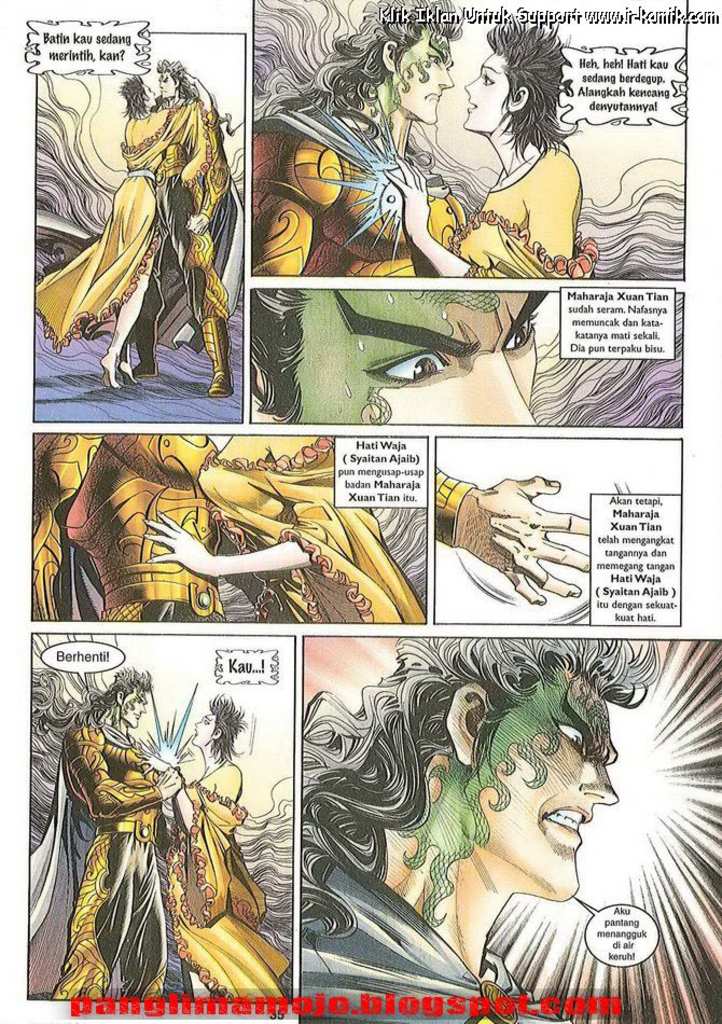 Klik Iklan Untuk Support www.ir-komik.com
Batin kau sedang
merintih, kan?
Heh, heh! Hati kau
sedang berdegup.
Alangkah kencang
denyutannya!
Maharaja Xuan Tian
sudah seram. Nafasnya
memuncak dan kata-
katanya mati sekali.
Dia pun terpaku bisu.
Hati Waja
( Syaitan Ajaib)
pun mengusap-usap
badan Maharaja
Xuan Tian itu.
Akan tetapi,
Maharaja
Xuan Tian
telah mengangkat
tangannya dan
memegang tangan
Hati Waja
(Syaitan Ajaib )
itu dengan sekuat-
kuat hati.
Berhenti!
Kau...!
Aku
pantang
menangguk
di air
keruh!
panglimamojo.blogspot.com